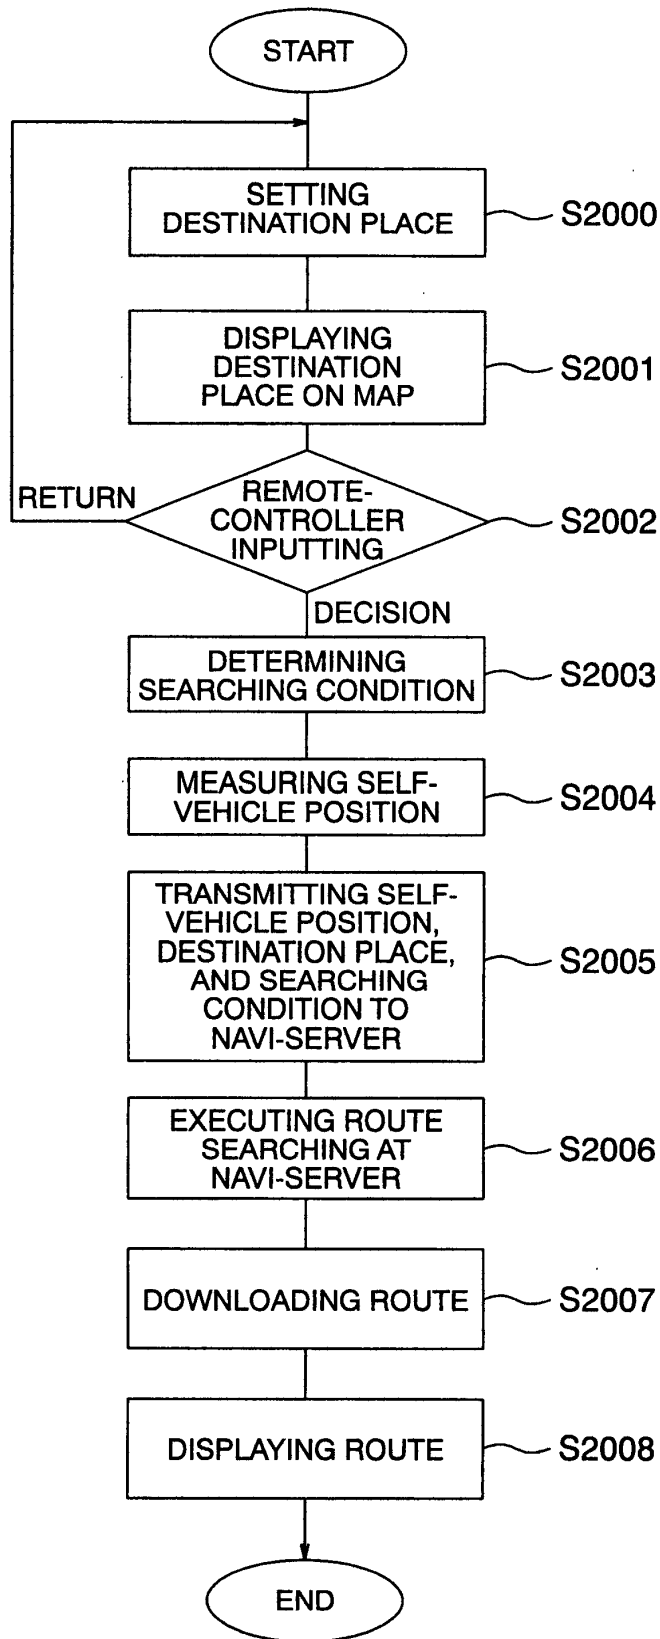 START
SETTING
DESTINATION PLACE
S2000
DISPLAYING
DESTINATION
PLACE ON MAP
S2001
RETURN
REMOTE-
CONTROLLER
INPUTTING
S2002
DECISION
DETERMINING
SEARCHING CONDITION
S2003
MEASURING SELF-
VEHICLE POSITION
S2004
TRANSMITTING SELF-
VEHICLE POSITION,
DESTINATION PLACE,
AND SEARCHING
CONDITION TO
NAVI-SERVER
S2005
EXECUTING ROUTE
SEARCHING AT
NAVI-SERVER
S2006
DOWNLOADING ROUTE
S2007
DISPLAYING ROUTE
S2008
END